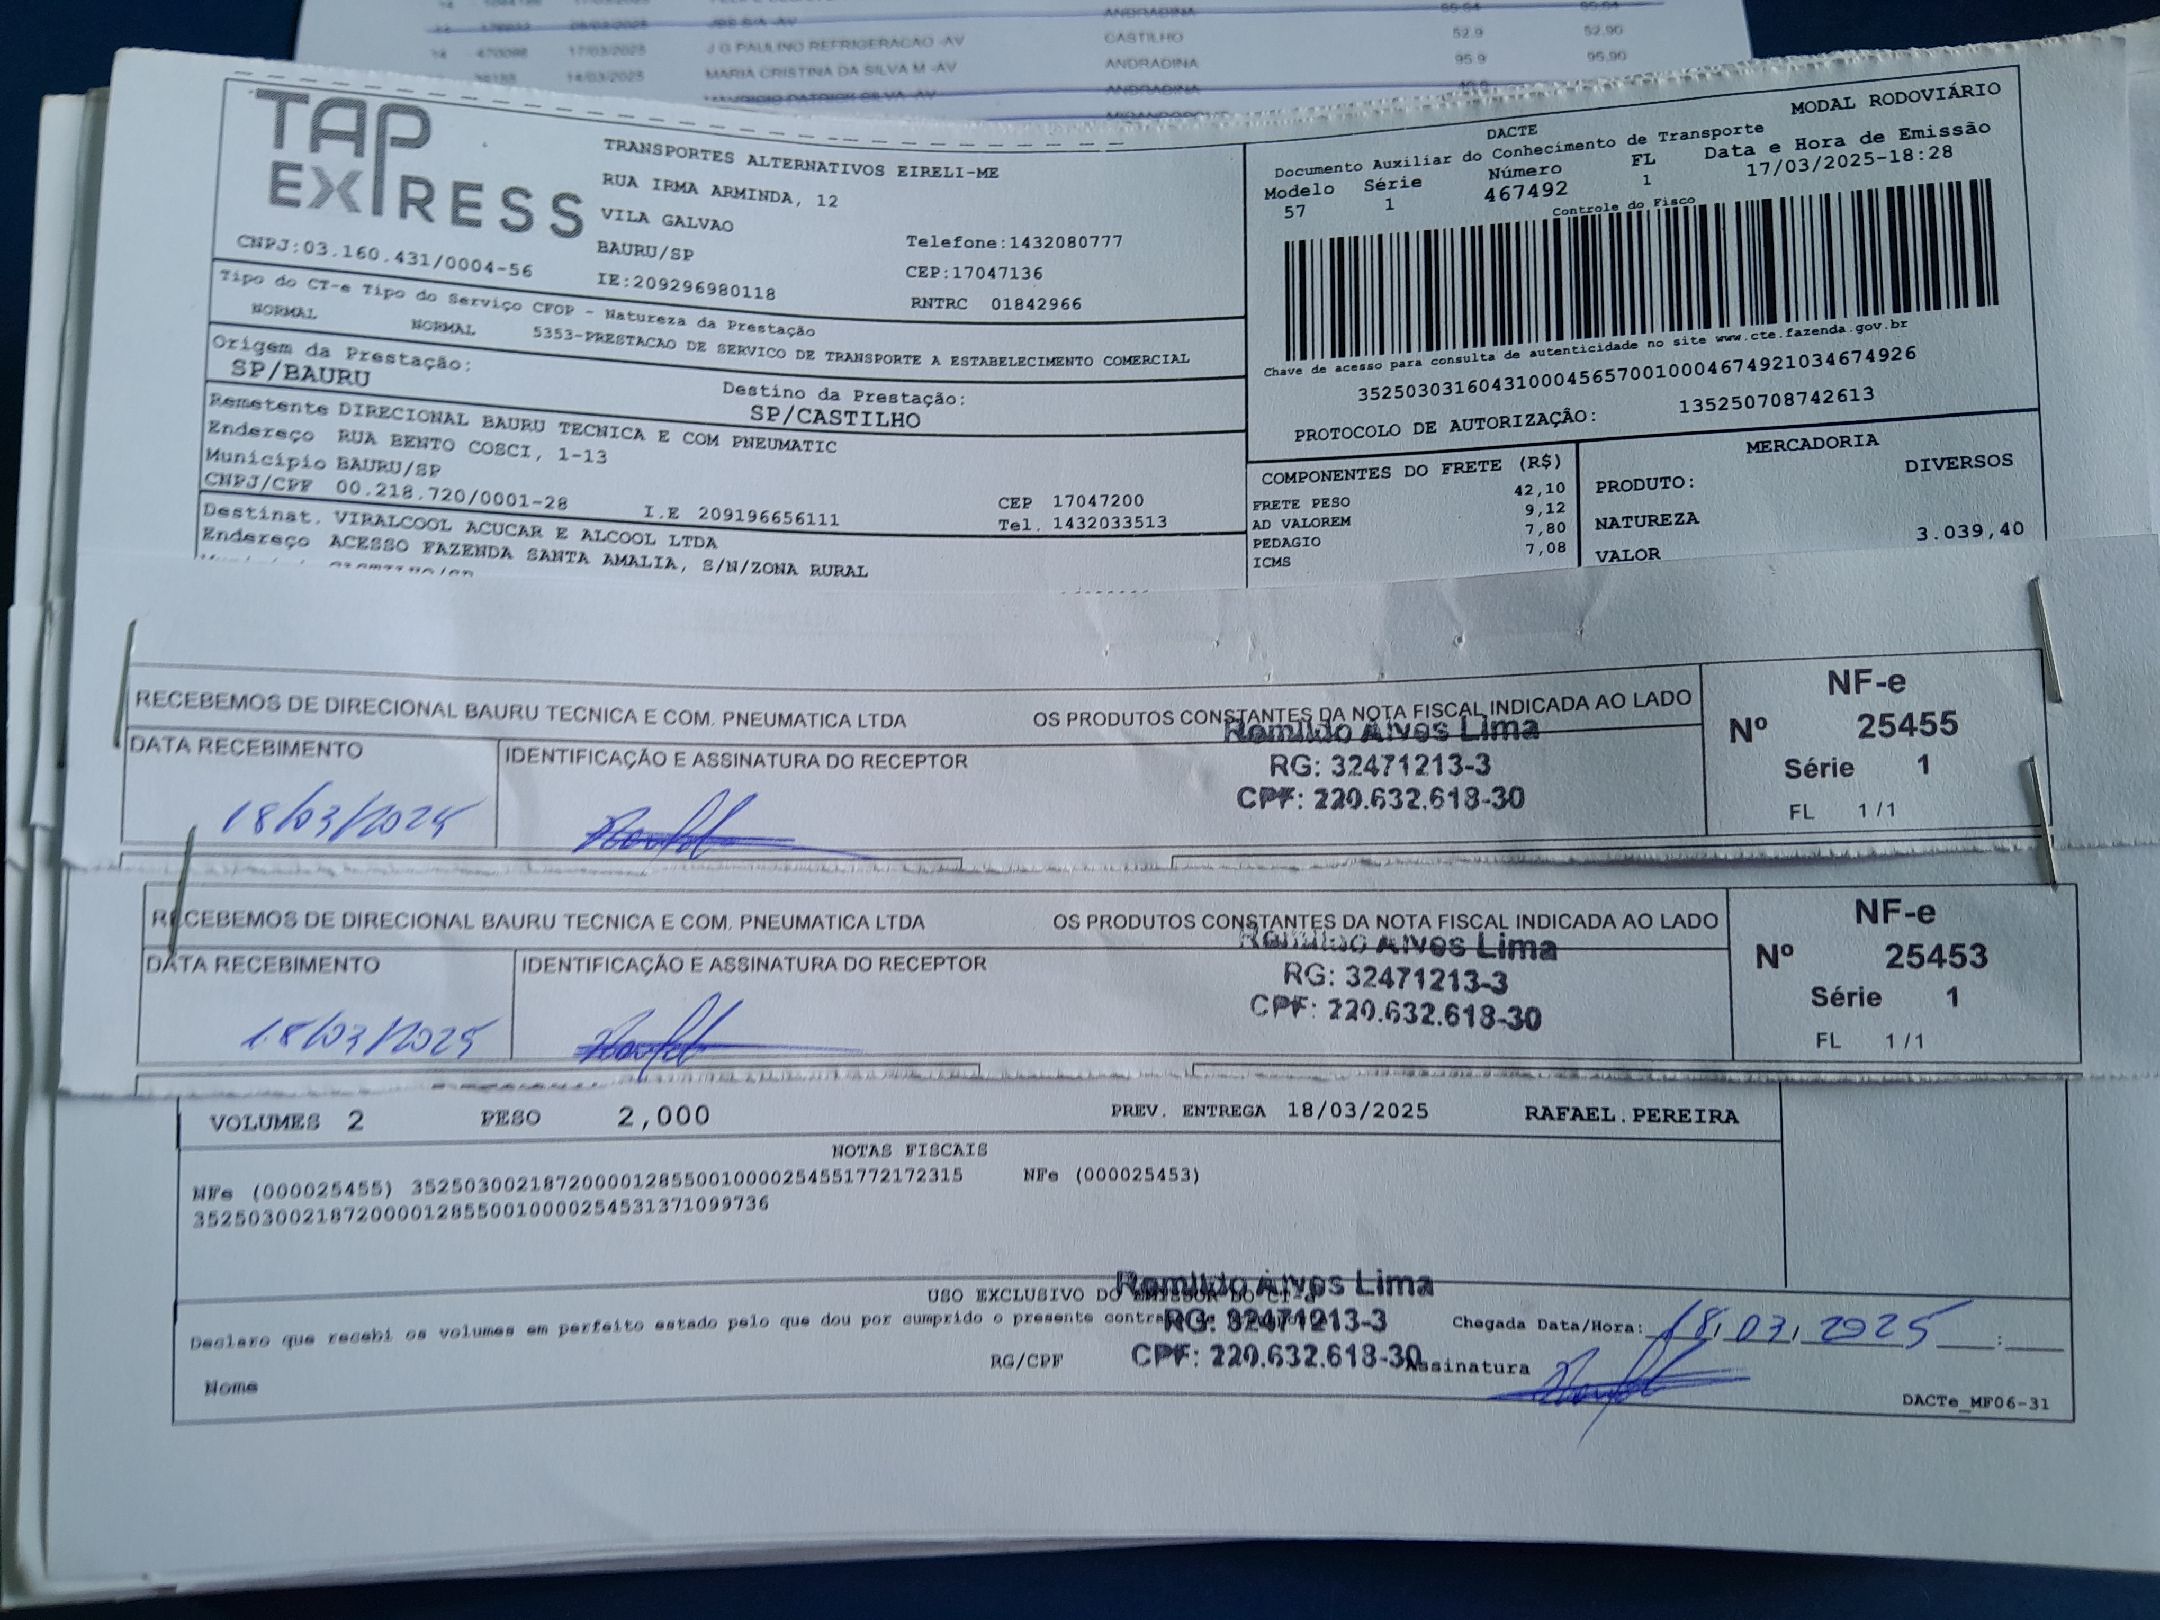 J G PAULINO REFRIGERACAO -AV CASTILHO 52.9 52.90
MARIA CRISTINA DA SILVA M -AV ANDRADINA 95.9 95.90
TAP
EXPRESS
TRANSPORTES ALTERNATIVOS EIRELI-ME
RUA IRMA ARMINDA, 12
VILA GALVAO
BAURU/SP
Telefone:1432080777
CEP:17047136
CNPJ:03.160.431/0004-56
IE:209296980118
RNTRC 01842966
DACTE
MODAL RODOVIÁRIO
Documento Auxiliar do Conhecimento de Transporte
Modelo Série Número FL Data e Hora de Emissão
57 1 467492 1 17/03/2025-18:28
Controle do Fisco
Chave de acesso para consulta de autenticidade no site www.cte.fazenda.gov.br
35250303160431000456570010004674921034674926
PROTOCOLO DE AUTORIZAÇÃO: 135250708742613
Tipo do CT-e Tipo do Serviço CFOP - Natureza da Prestação
NORMAL NORMAL 5353-PRESTACAO DE SERVICO DE TRANSPORTE A ESTABELECIMENTO COMERCIAL
Origem da Prestação:
SP/BAURU
Destino da Prestação:
SP/CASTILHO
Remetente DIRECIONAL BAURU TECNICA E COM PNEUMATIC
Endereço RUA BENTO COSCI, 1-13
Município BAURU/SP
CEP 17047200
CNPJ/CPF 00.218.720/0001-28 I.E 209196656111 Tel. 1432033513
Destinat. VIRALCOOL ACUCAR E ALCOOL LTDA
Endereço ACESSO FAZENDA SANTA AMALIA, S/N/ZONA RURAL
COMPONENTES DO FRETE (R$)
FRETE PESO 42,10
AD VALOREM 9,12
PEDAGIO 7,80
ICMS 7,08
MERCADORIA
PRODUTO: DIVERSOS
NATUREZA
VALOR 3.039,40
RECEBEMOS DE DIRECIONAL BAURU TECNICA E COM. PNEUMATICA LTDA OS PRODUTOS CONSTANTES DA NOTA FISCAL INDICADA AO LADO
DATA RECEBIMENTO
IDENTIFICAÇÃO E ASSINATURA DO RECEPTOR
18/03/2025
Romildo Alves Lima
RG: 32471213-3
CPF: 220.632.618-30
NF-e
Nº 25455
Série 1
FL 1/1
RECEBEMOS DE DIRECIONAL BAURU TECNICA E COM. PNEUMATICA LTDA OS PRODUTOS CONSTANTES DA NOTA FISCAL INDICADA AO LADO
DATA RECEBIMENTO
IDENTIFICAÇÃO E ASSINATURA DO RECEPTOR
18/03/2025
Romildo Alves Lima
RG: 32471213-3
CPF: 220.632.618-30
NF-e
Nº 25453
Série 1
FL 1/1
VOLUMES 2 PESO 2,000 PREV. ENTREGA 18/03/2025 RAFAEL.PEREIRA
NOTAS FISCAIS
NFe (000025455) 35250300218720000128550010000254551772172315 NFe (000025453)
35250300218720000128550010000254531371099736
USO EXCLUSIVO DO EMISSOR DO CT-e
Declaro que recebi os volumes em perfeito estado pelo que dou por cumprido o presente
Romildo Alves Lima
RG: 32471213-3
CPF: 220.632.618-30
Chegada Data/Hora: 18/03/2025
Nome
RG/CPF
Assinatura
DACTe_MF06-31